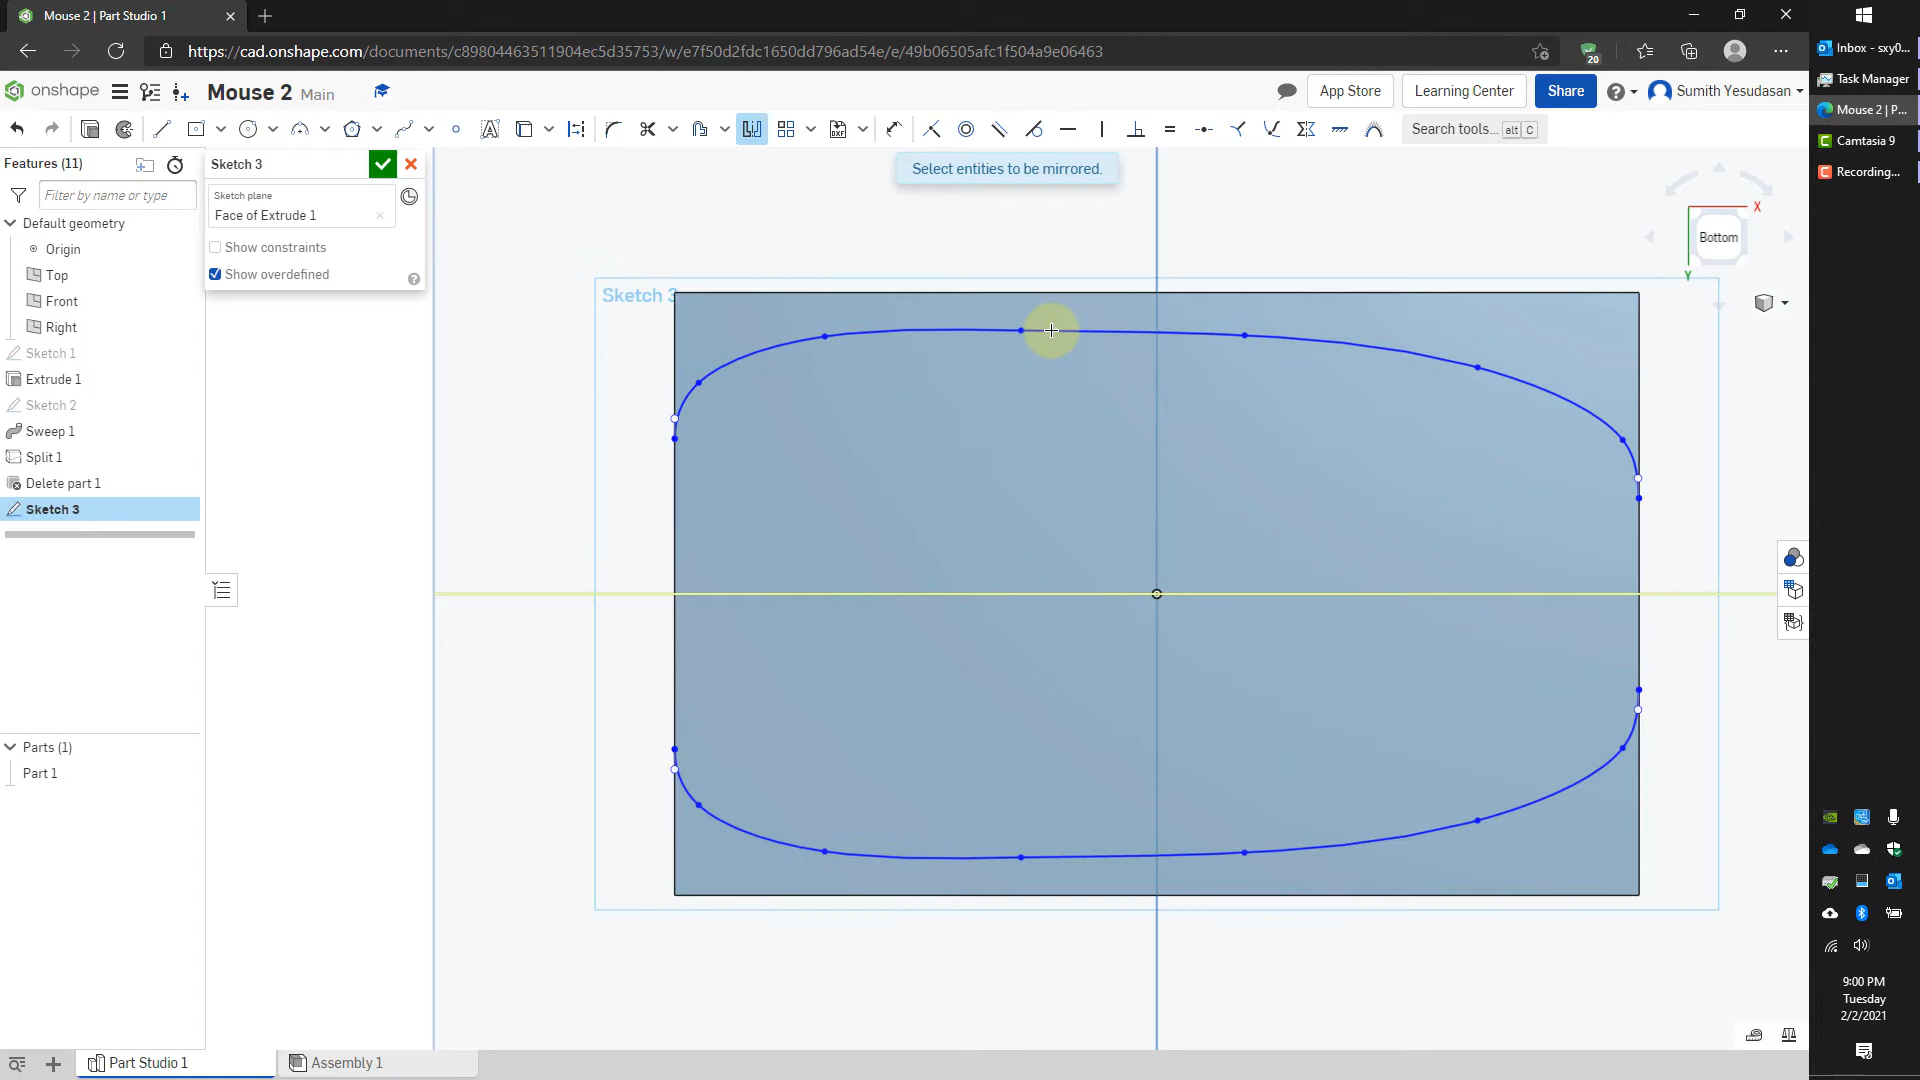 Mouse 2 | Part Studio 1
https://cad.onshape.com/documents/c89804463511904ec5d35753/w/e7f50d2fdc1650dd796ad54e/e/49b06505afc1f504a9e06463
20
onshape
Mouse 2 Main
App Store
Learning Center
Share
Sumith Yesudasan
Search tools... alt C
Features (11)
Filter by name or type
Default geometry
Origin
Top
Front
Right
Sketch 1
Extrude 1
Sketch 2
Sweep 1
Split 1
Delete part 1
Sketch 3
Parts (1)
Part 1
Sketch 3
Sketch plane
Face of Extrude 1
Show constraints
Show overdefined
Select entities to be mirrored.
Sketch 3
X
Bottom
Y
Part Studio 1
Assembly 1
Inbox - sxy0...
Task Manager
Mouse 2 | P...
Camtasia 9
Recording...
9:00 PM
Tuesday
2/2/2021